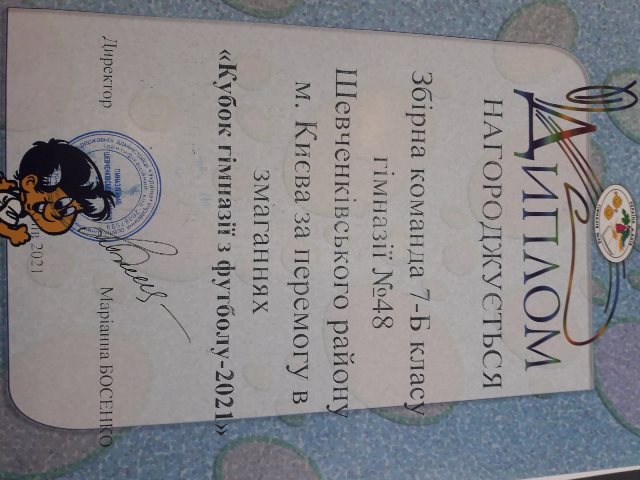 ДИПЛОМ
НАГОРОДЖУЄТЬСЯ
Збірна команда 7-Б класу
гімназії №48
Шевченківського району
м. Києва за перемогу в
змаганнях
«Кубок гімназії з футболу-2021»
Директор Маріанна БОСЕНКО
2021